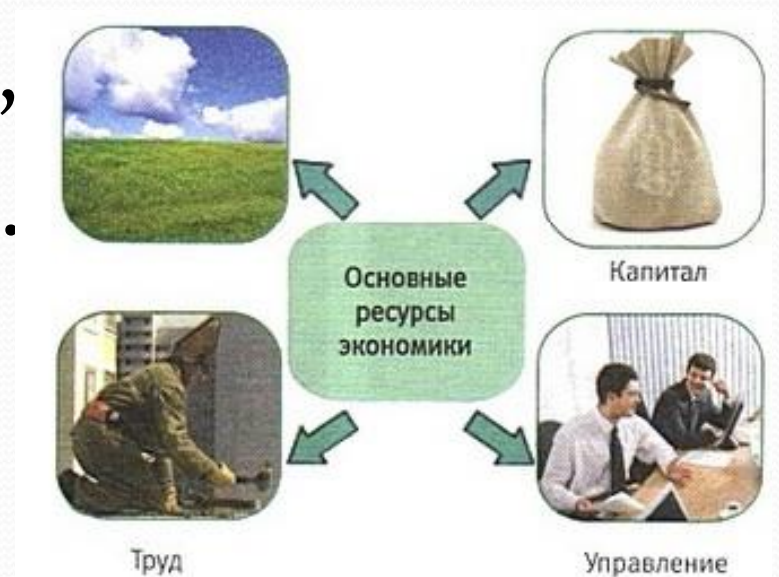 ,
.
Основные
ресурсы
экономики
Капитал
Труд
Управление